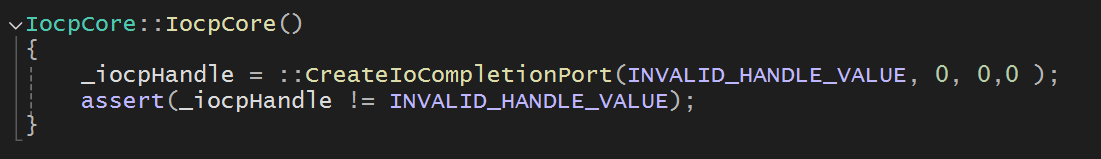 IocpCore::IocpCore()
{
_iocpHandle = ::CreateIoCompletionPort(INVALID_HANDLE_VALUE, 0, 0,0 );
assert(_iocpHandle != INVALID_HANDLE_VALUE);
}